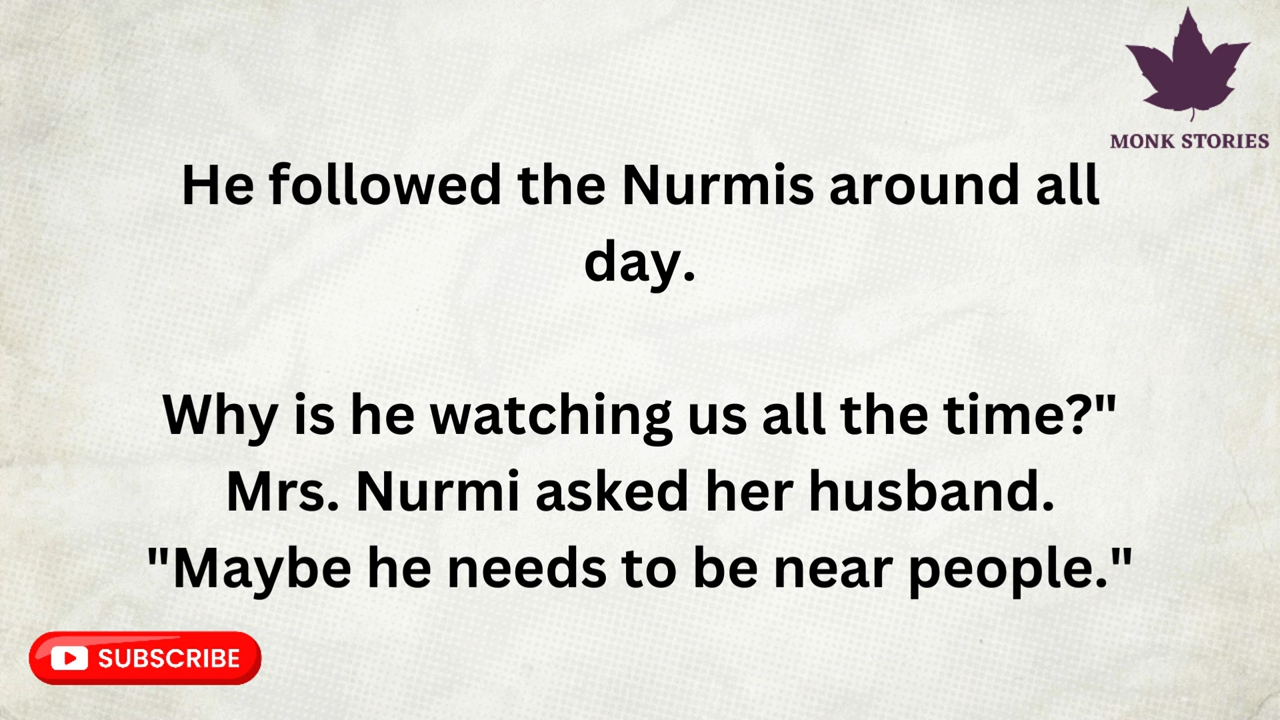 MONK STORIES
He followed the Nurmis around all
day.
Why is he watching us all the time?"
Mrs. Nurmi asked her husband.
"Maybe he needs to be near people."
SUBSCRIBE